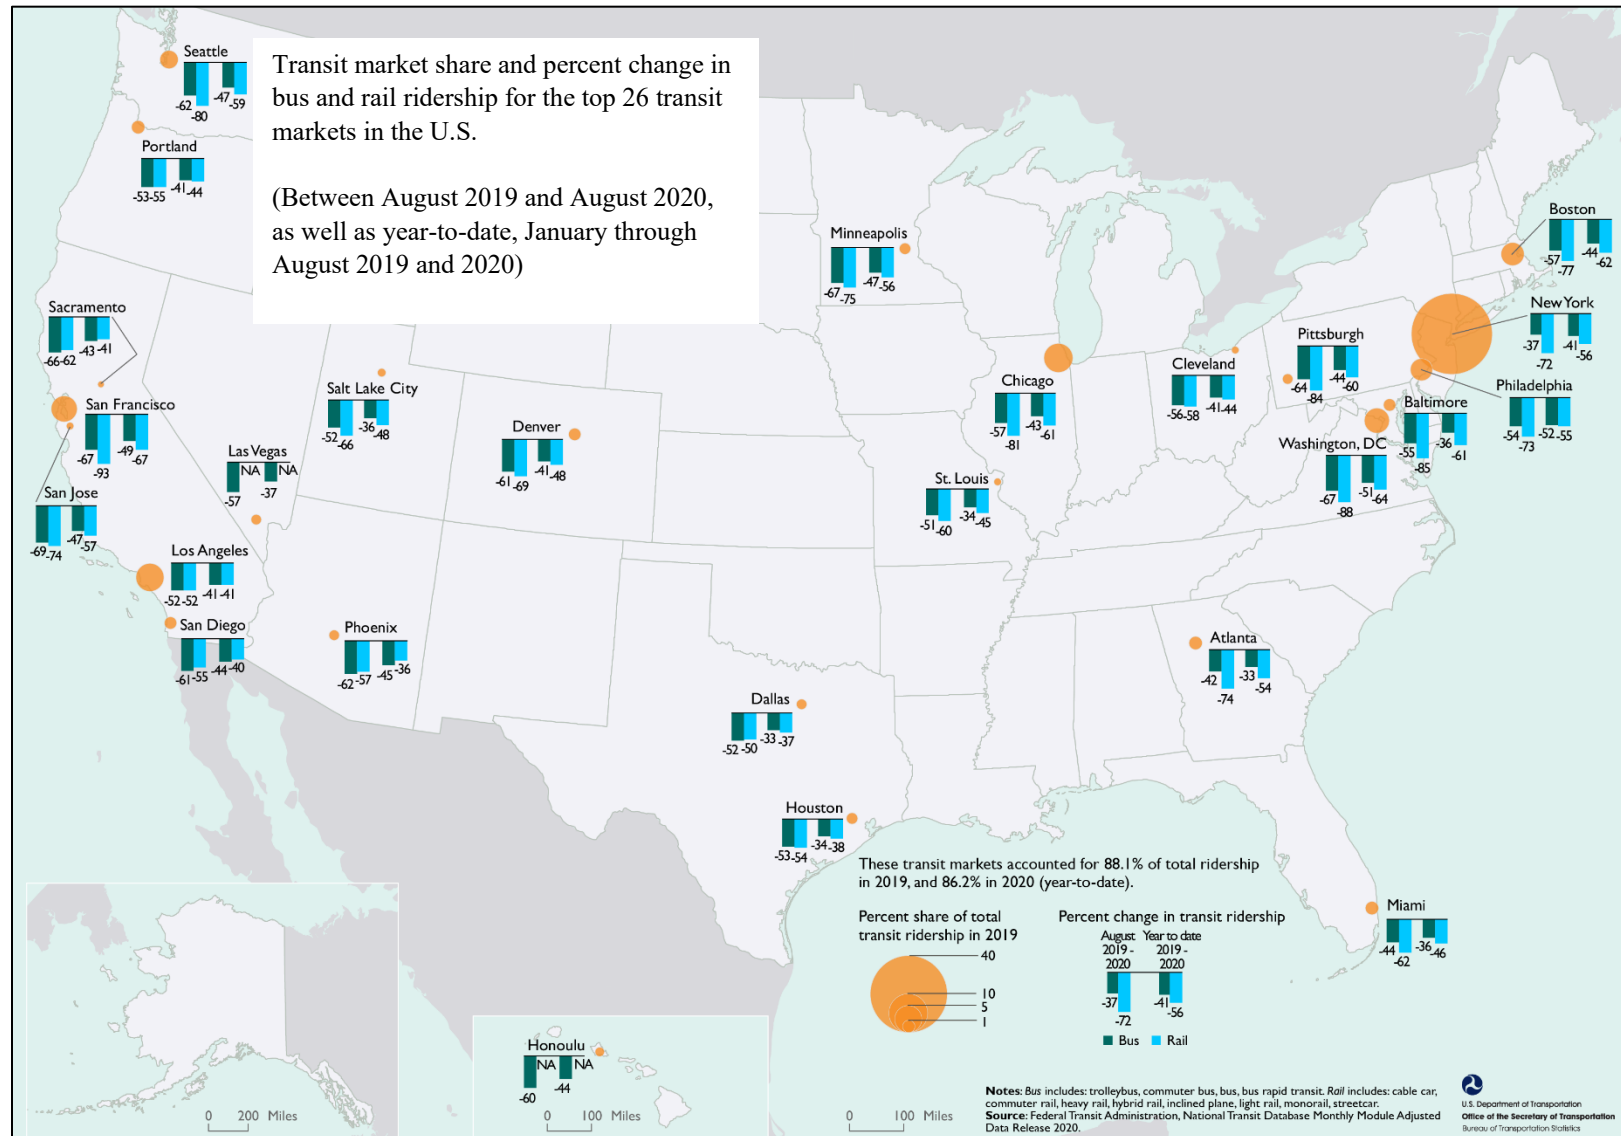 Transit market share and percent change in
bus and rail ridership for the top 26 transit
markets in the U.S.
(Between August 2019 and August 2020,
as well as year-to-date, January through
August 2019 and 2020)
Seattle
-62
-80
-47
-59
Portland
-53
-55
-41
-44
Sacramento
-66
-62
-43
-41
San Francisco
-67
-93
-49
-67
San Jose
-69
-74
-47
-57
Las Vegas
NA
NA
-57
-37
Los Angeles
-52
-52
-41
-41
San Diego
-61
-55
-44
-40
Salt Lake City
-52
-66
-36
-48
Denver
-61
-69
-41
-48
Phoenix
-62
-57
-45
-36
Minneapolis
-67
-75
-47
-56
Chicago
-57
-81
-43
-61
St. Louis
-51
-60
-34
-45
Dallas
-52
-50
-33
-37
Houston
-53
-54
-34
-38
Cleveland
-56
-58
-41
-44
Pittsburgh
-64
-84
-44
-60
Boston
-57
-77
-44
-62
New York
-37
-72
-41
-56
Philadelphia
-54
-73
-52
-55
Baltimore
-55
-85
-36
-61
Washington, DC
-67
-88
-51
-64
Atlanta
-42
-74
-33
-54
Miami
-44
-62
-36
-46
Honoulu
NA
NA
-60
-44
These transit markets accounted for 88.1% of total ridership
in 2019, and 86.2% in 2020 (year-to-date).
Percent share of total
transit ridership in 2019
40
10
5
1
Percent change in transit ridership
August
2019 -
2020
Year to date
2019 -
2020
-37
-72
-41
-56
Bus
Rail
0 200 Miles
0 100 Miles
0 100 Miles
Notes: Bus includes: trolleybus, commuter bus, bus, bus rapid transit. Rail includes: cable car,
commuter rail, heavy rail, hybrid rail, inclined plane, light rail, monorail, streetcar.
Source: Federal Transit Administration, National Transit Database Monthly Module Adjusted
Data Release 2020.
U.S. Department of Transportation
Office of the Secretary of Transportation
Bureau of Transportation Statistics